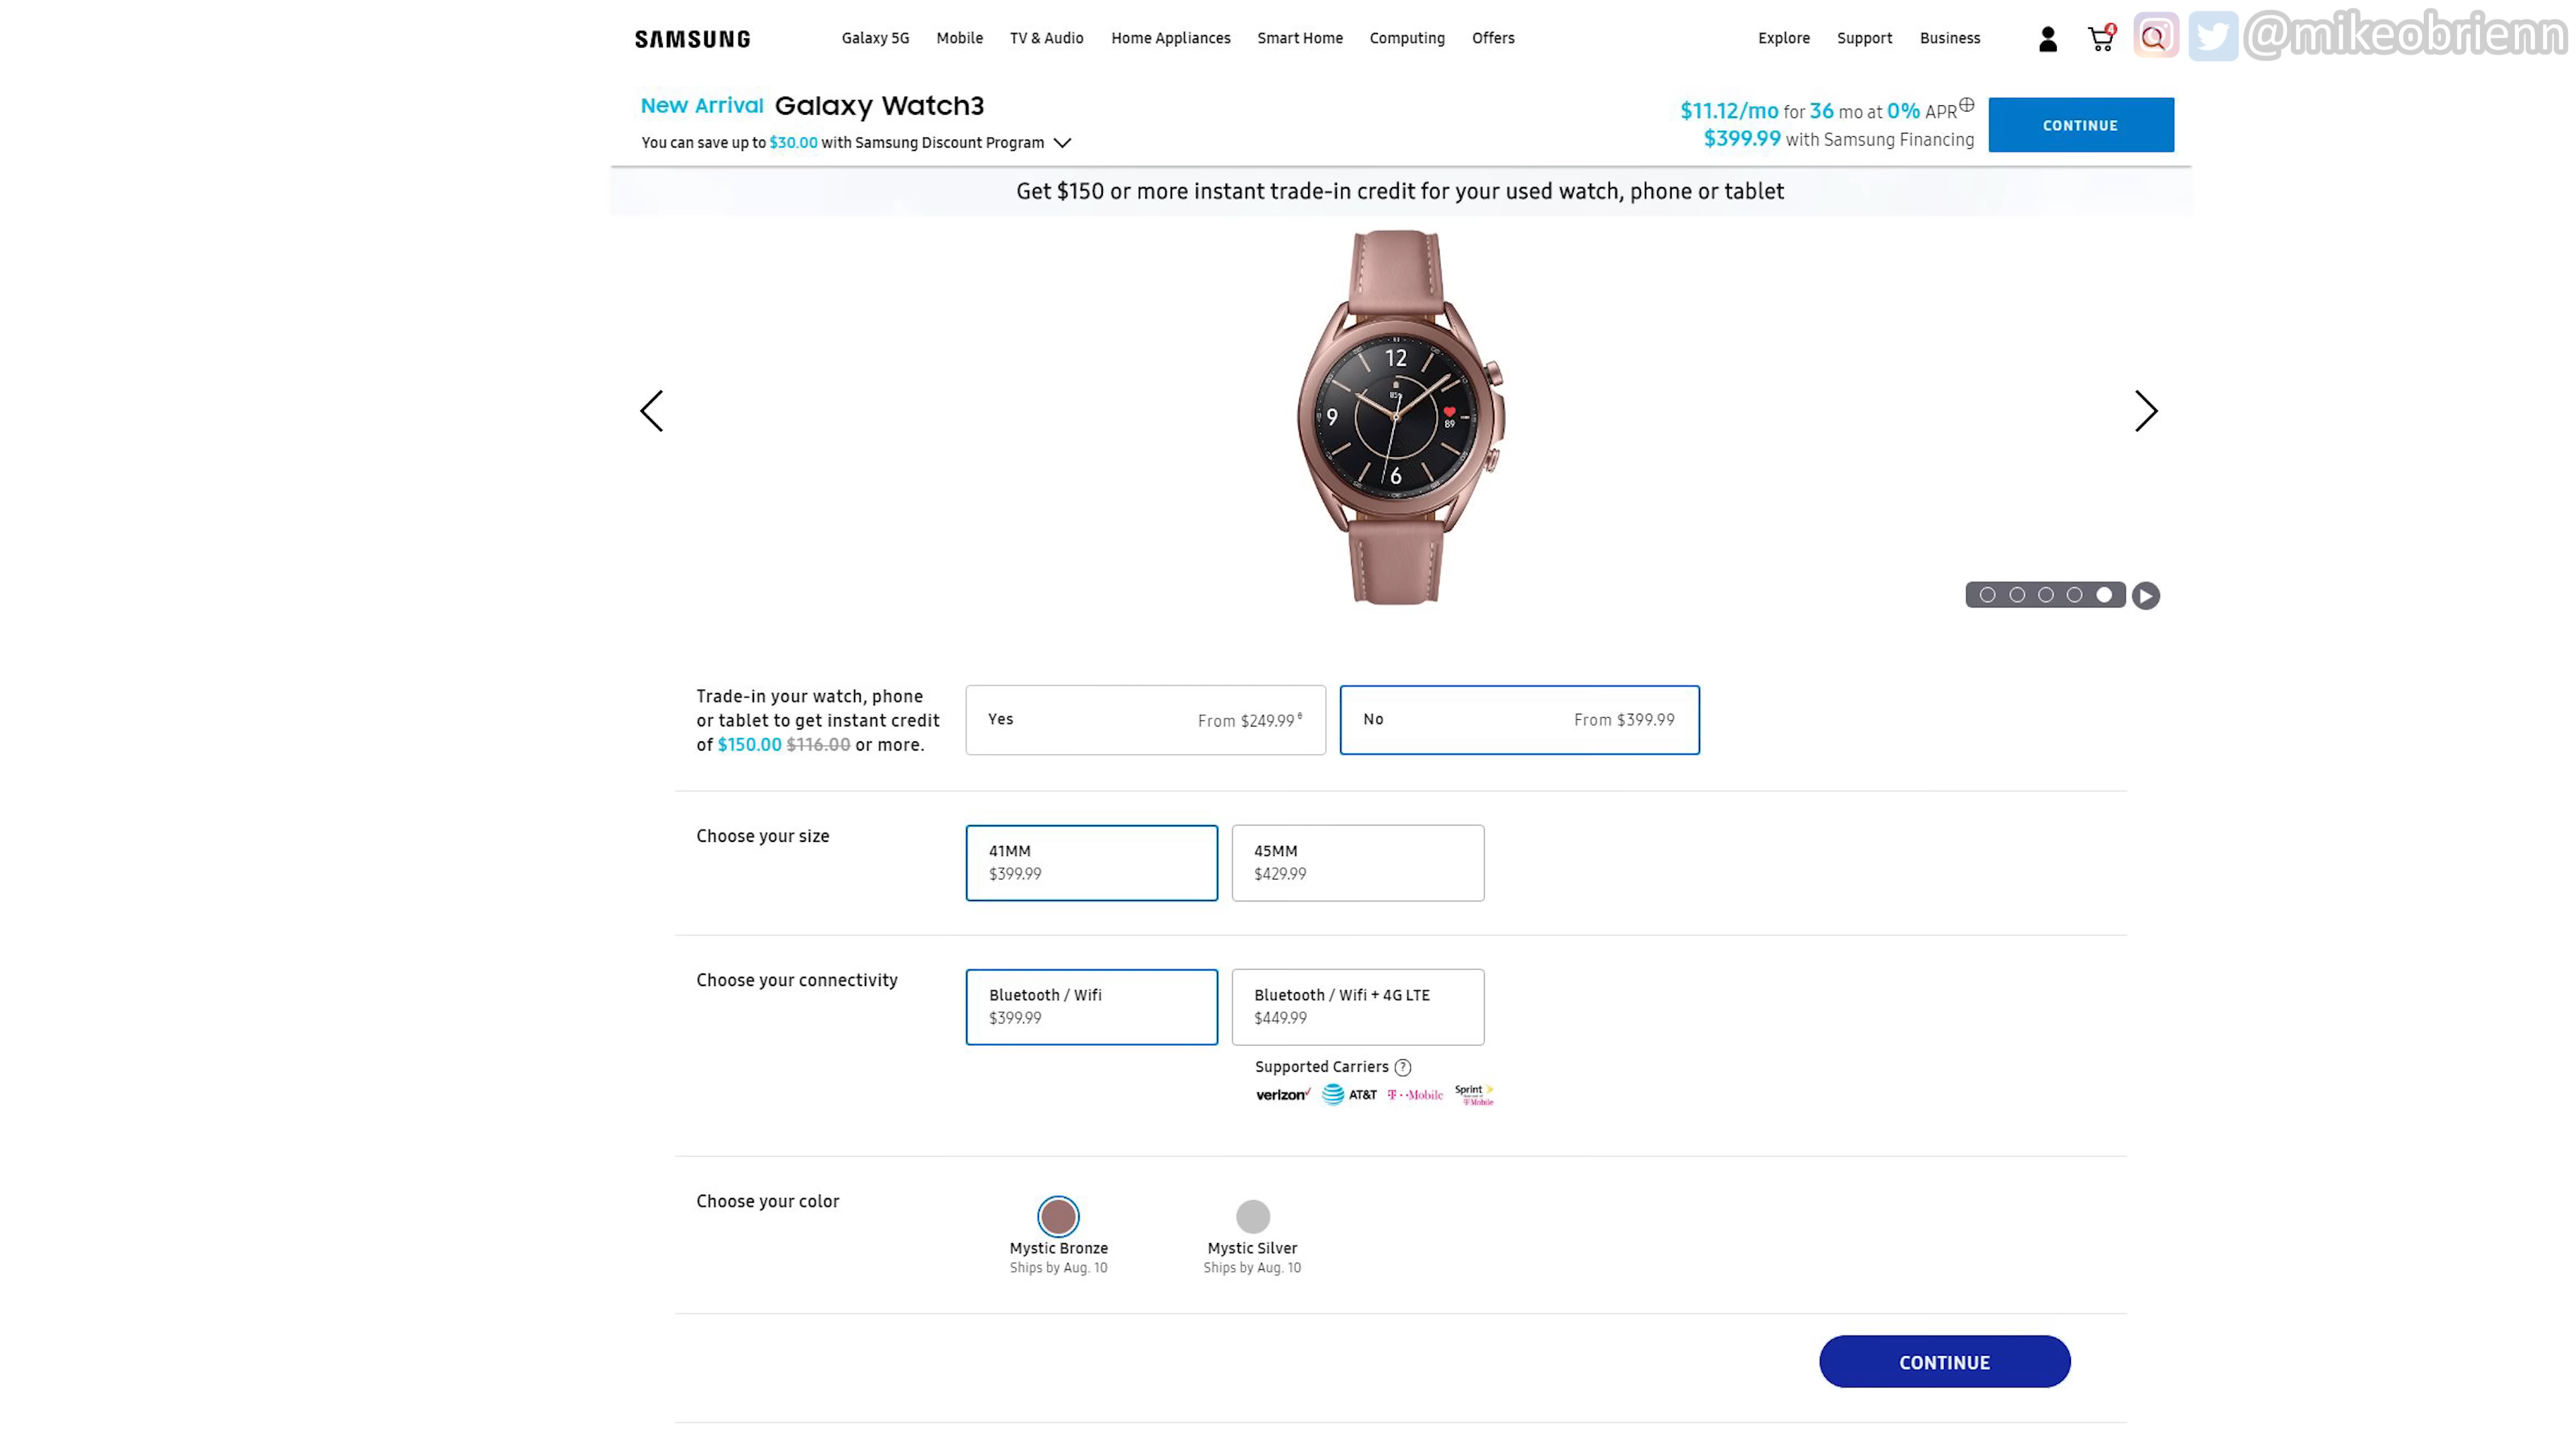 SAMSUNG
Galaxy 5G Mobile TV & Audio Home Appliances Smart Home Computing Offers
Explore Support Business
4
@mikeobrienn
New Arrival Galaxy Watch3
You can save up to $30.00 with Samsung Discount Program
$11.12/mo for 36 mo at 0% APR
$399.99 with Samsung Financing
CONTINUE
Get $150 or more instant trade-in credit for your used watch, phone or tablet
12
9
89
6
Trade-in your watch, phone
or tablet to get instant credit
of $150.00 $116.00 or more.
Yes From $249.99
No From $399.99
Choose your size
41MM
$399.99
45MM
$429.99
Choose your connectivity
Bluetooth / Wifi
$399.99
Bluetooth / Wifi + 4G LTE
$449.99
Supported Carriers ?
verizon AT&T T-Mobile Sprint
T Mobile
Choose your color
Mystic Bronze
Ships by Aug. 10
Mystic Silver
Ships by Aug. 10
CONTINUE